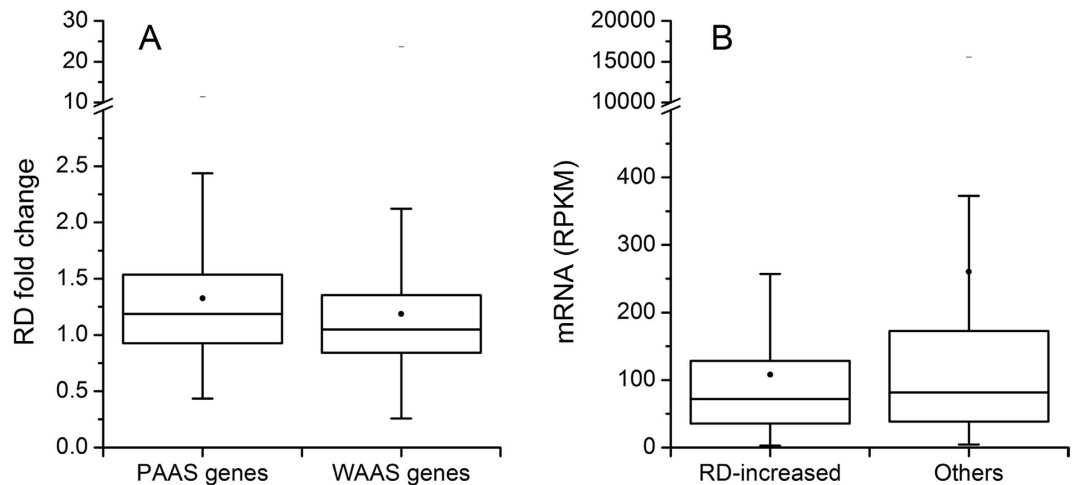 A
RD fold change
30
20
10
2.5
2.0
1.5
1.0
0.5
0.0
PAAS genes
WAAS genes
B
mRNA (RPKM)
20000
15000
10000
400
300
200
100
0
RD-increased
Others